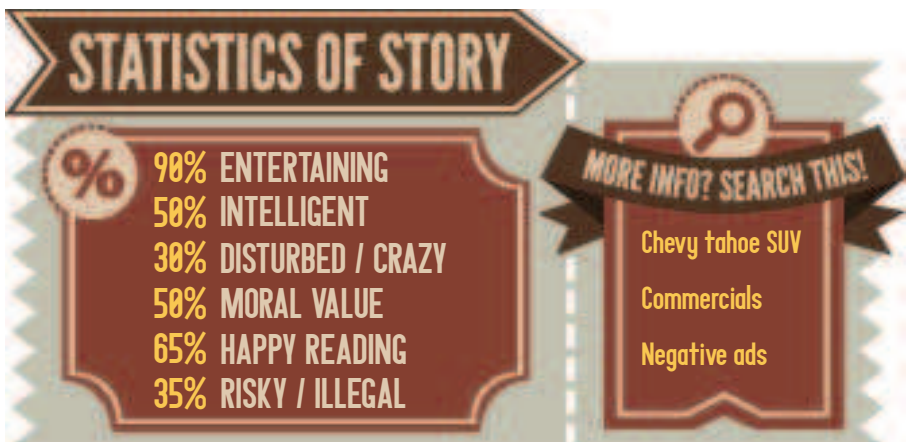 STATISTICS OF STORY
% 
90% ENTERTAINING
50% INTELLIGENT
30% DISTURBED / CRAZY
50% MORAL VALUE
65% HAPPY READING
35% RISKY / ILLEGAL
MORE INFO? SEARCH THIS!
Chevy tahoe SUV
Commercials
Negative ads